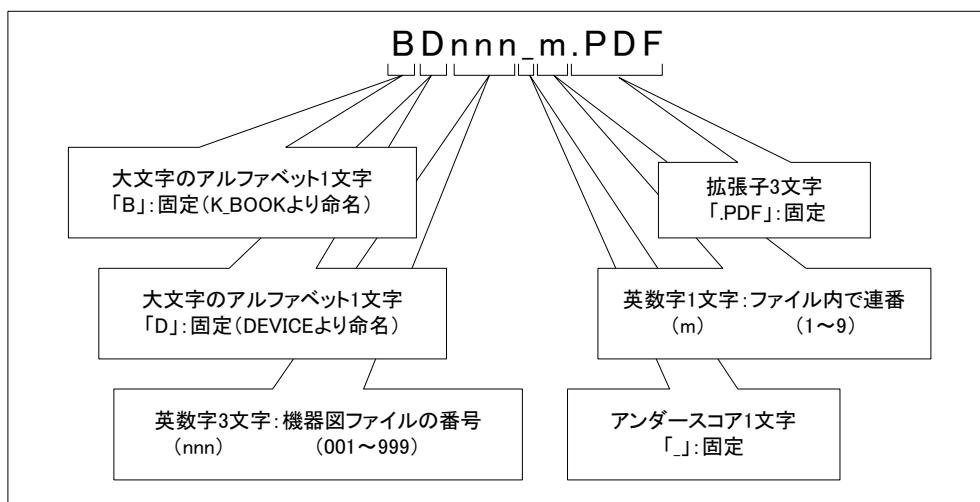 BDnnn_m.PDF
大文字のアルファベット1文字
「B」:固定(K_BOOKより命名)
拡張子3文字
「.PDF」:固定
大文字のアルファベット1文字
「D」:固定(DEVICEより命名)
英数字1文字:ファイル内で連番
(m) (1～9)
英数字3文字:機器図ファイルの番号
(nnn) (001～999)
アンダースコア1文字
「_」:固定